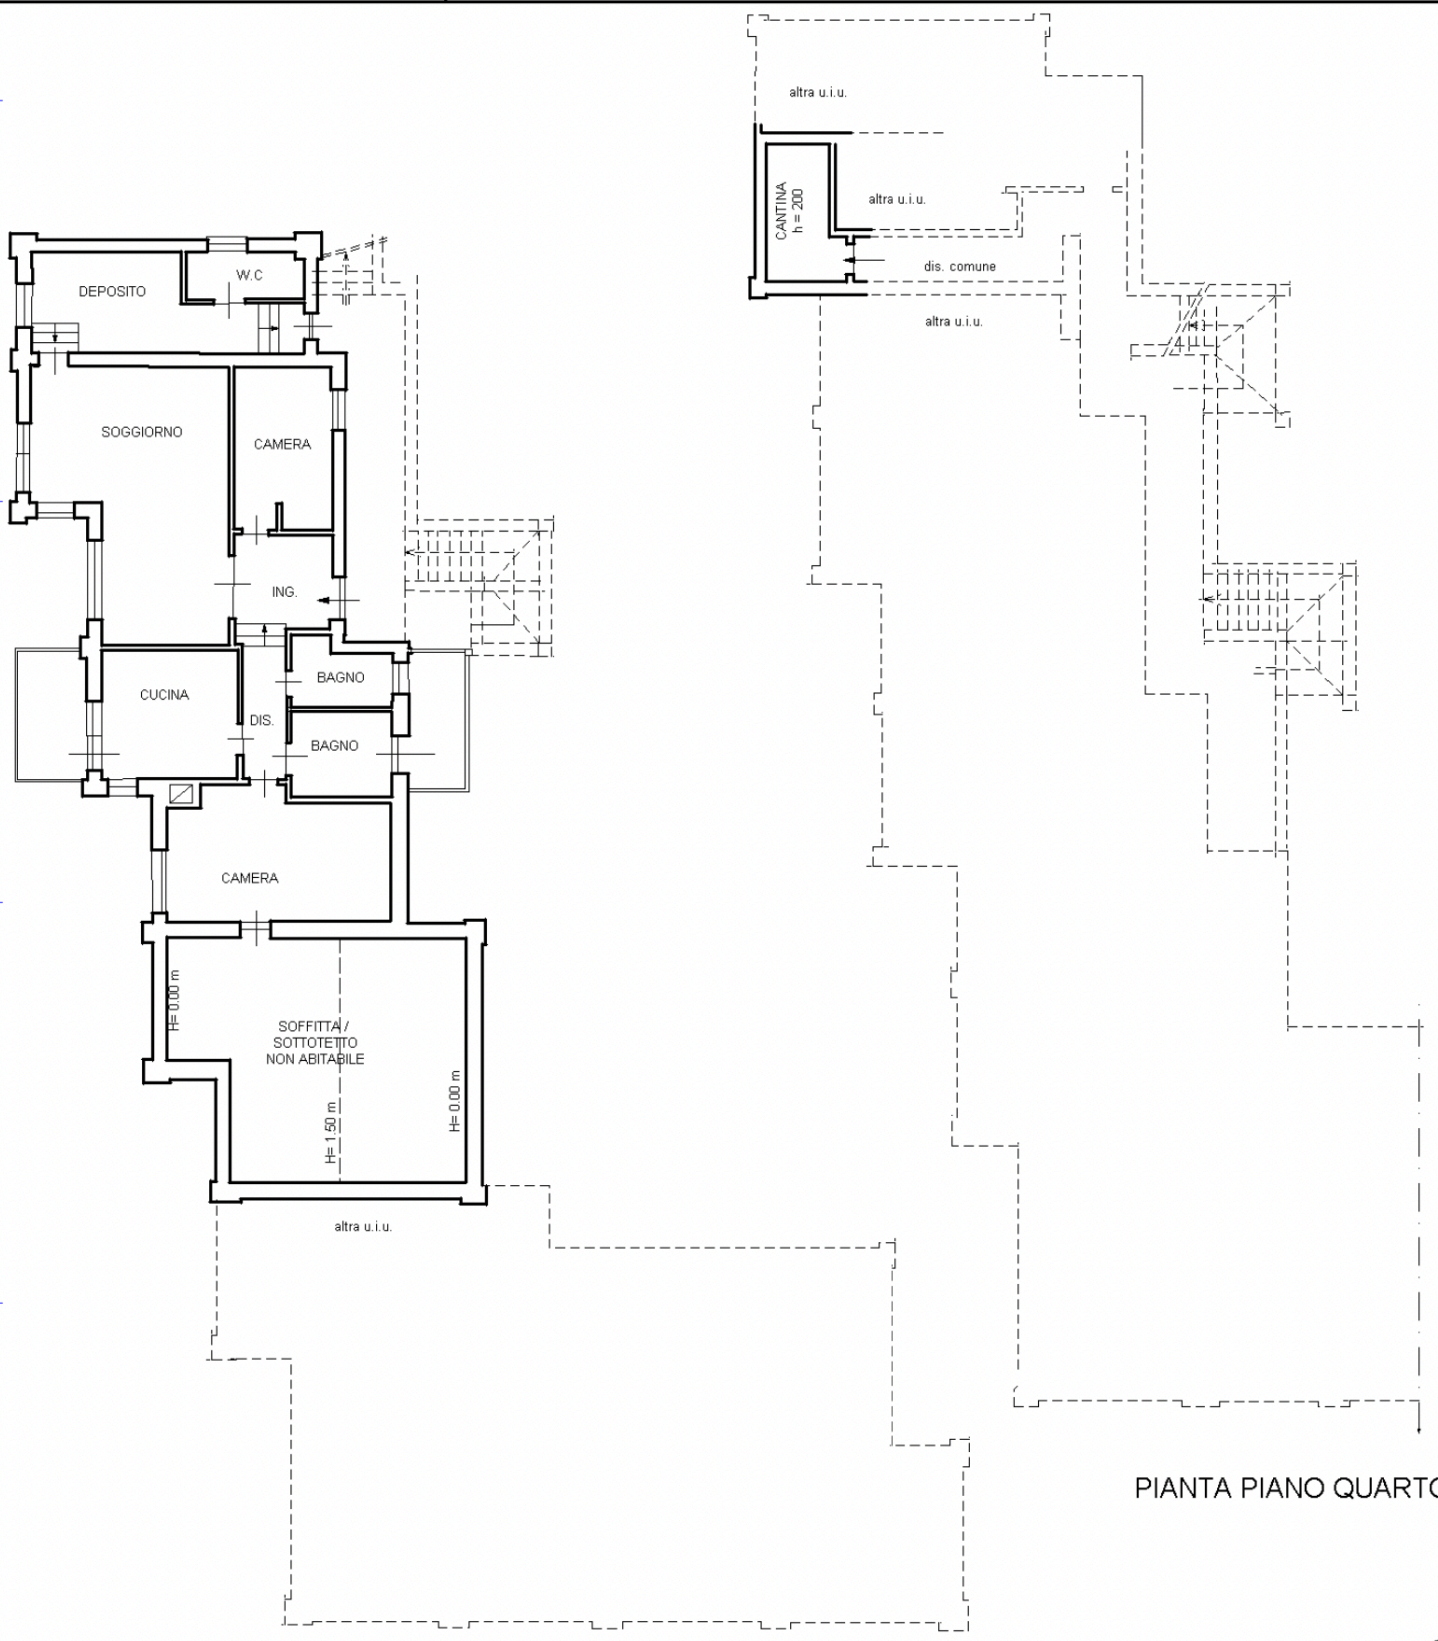 altra u.i.u.
CANTINA
h = 200
altra u.i.u.
dis. comune
altra u.i.u.
W.C
DEPOSITO
SOGGIORNO
CAMERA
ING.
BAGNO
CUCINA
DIS.
BAGNO
CAMERA
H= 0.00 m
SOFFITTA /
SOTTOTETTO
NON ABITABILE
H= 1.50 m
H= 0.00 m
altra u.i.u.
PIANTA PIANO QUARTO